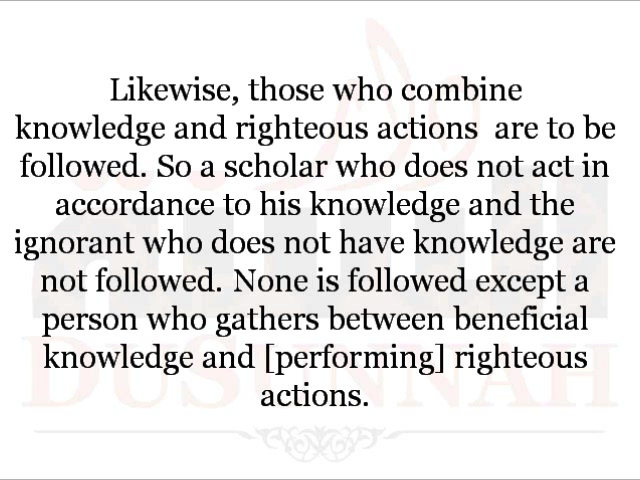 Likewise, those who combine
knowledge and righteous actions  are to be
followed. So a scholar who does not act in
accordance to his knowledge and the
ignorant who does not have knowledge are
not followed. None is followed except a
person who gathers between beneficial
knowledge and [performing] righteous
DUSUNNAH
actions.